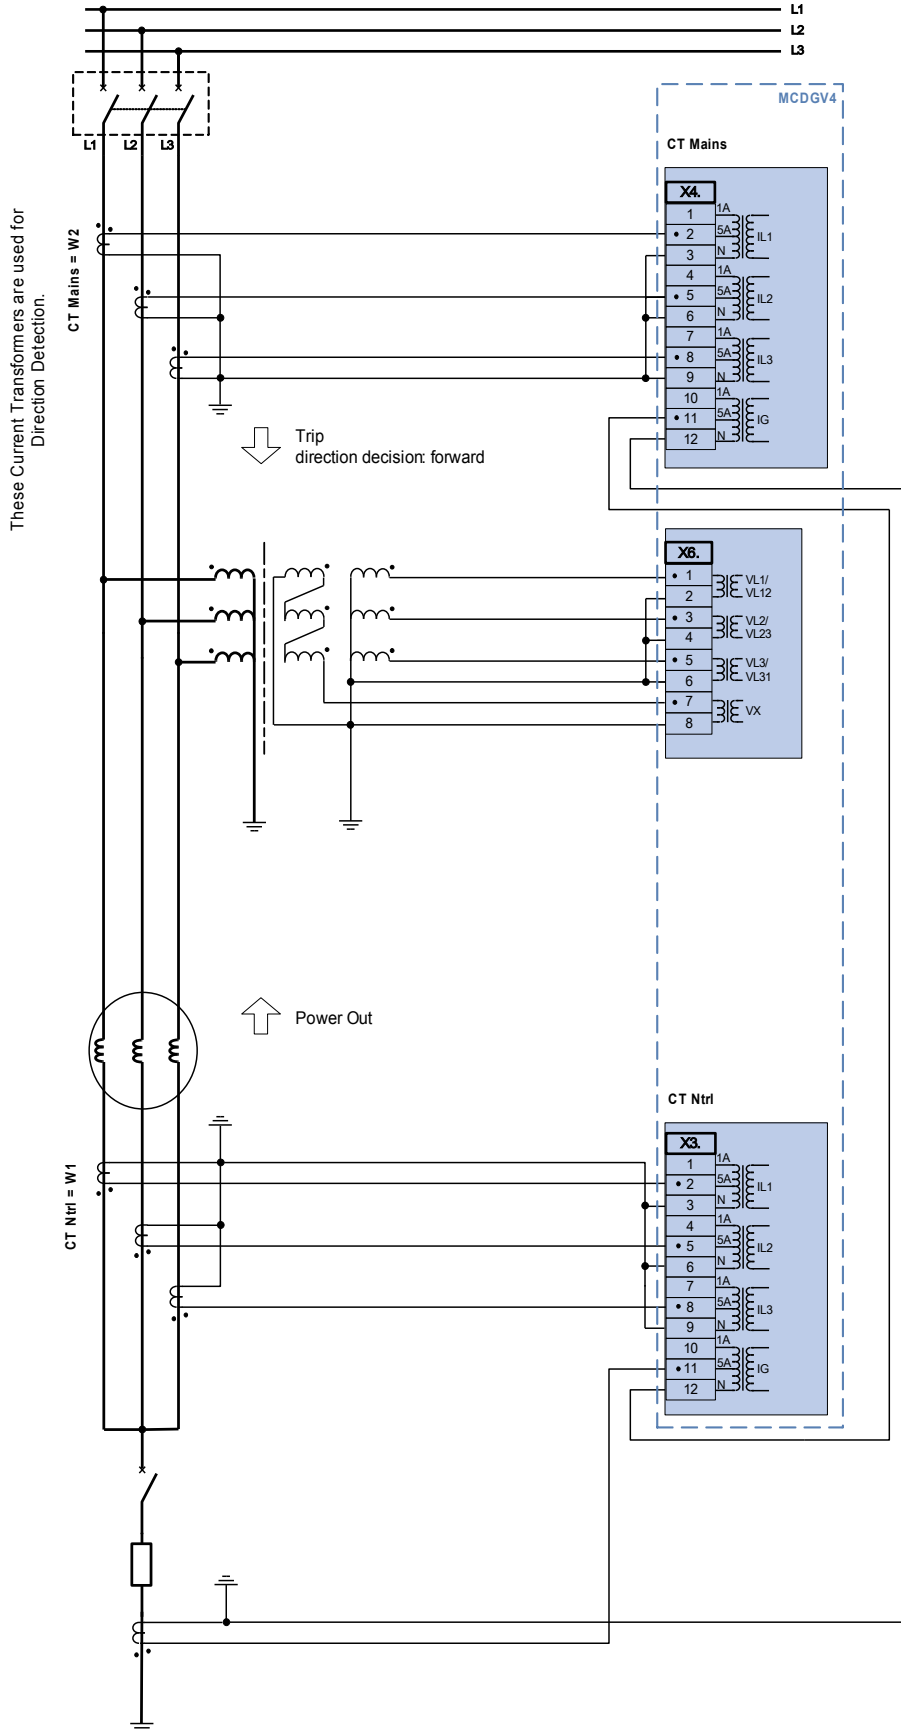 L1
L2
L3
L1
L2
L3
These Current Transformers are used for
Direction Detection.
CT Mains = W2
MCDGV4
CT Mains
X4.
1
1A
2
5A
IL1
3
N
4
1A
5
5A
IL2
6
N
7
1A
8
5A
IL3
9
N
10
1A
11
5A
IG
12
N
Trip
direction decision: forward
X6.
1
VL1/
2
VL12
3
VL2/
4
VL23
5
VL3/
6
VL31
7
VX
8
Power Out
CT Ntrl = W1
CT Ntrl
X3.
1
1A
2
5A
IL1
3
N
4
1A
5
5A
IL2
6
N
7
1A
8
5A
IL3
9
N
10
1A
11
5A
IG
12
N